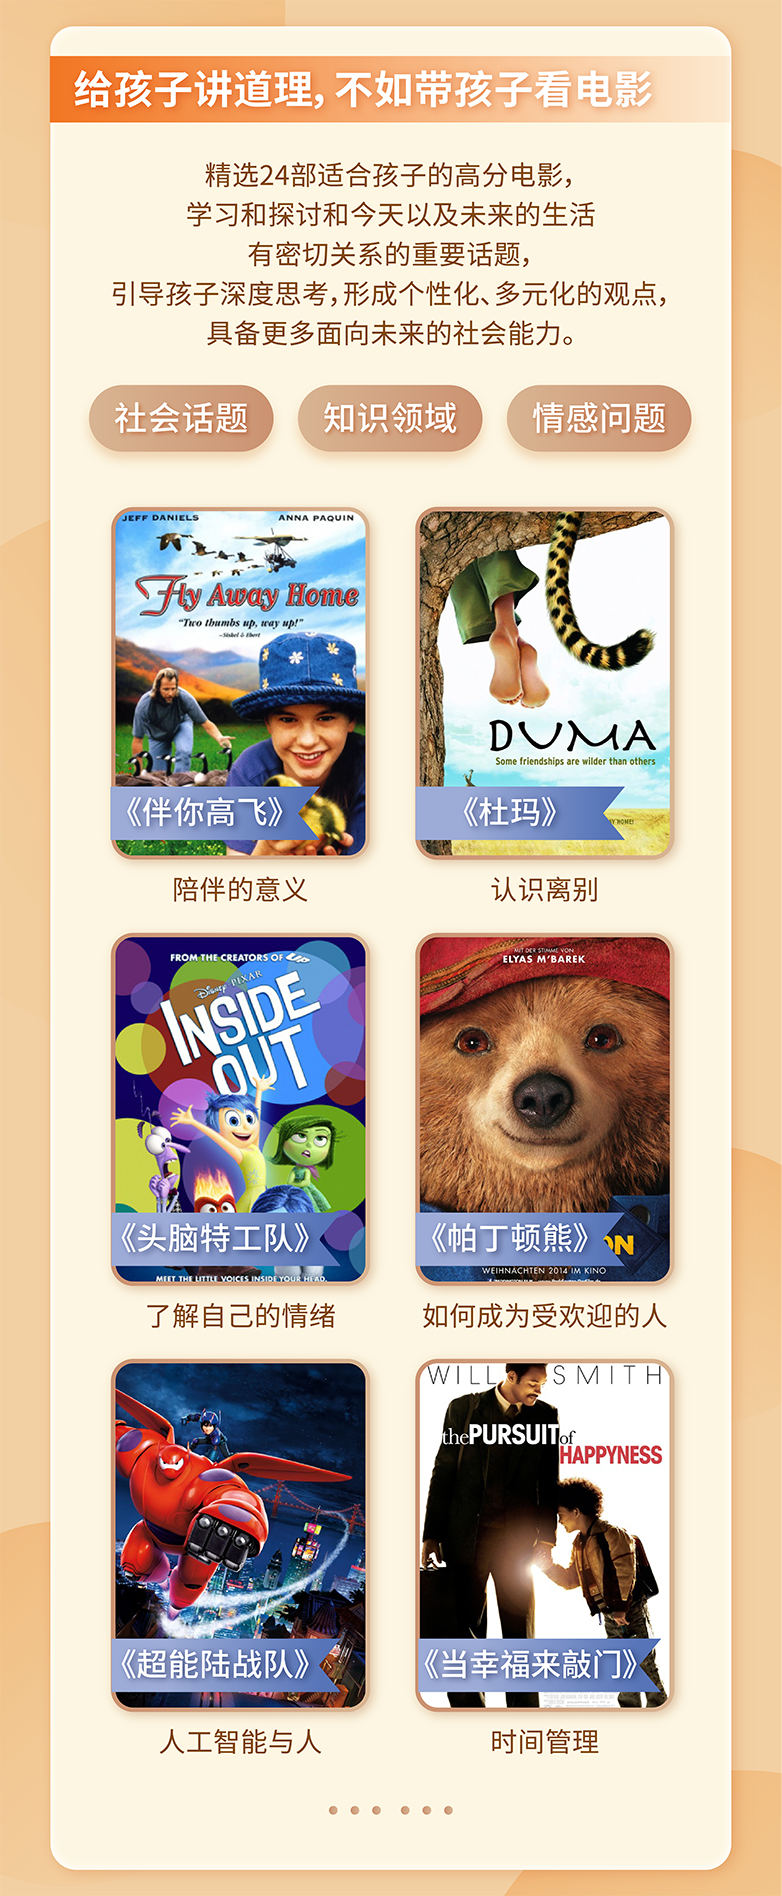 给孩子讲道理，不如带孩子看电影
精选24部适合孩子的高分电影，
学习和探讨和今天以及未来的生活
有密切关系的重要话题，
引导孩子深度思考，形成个性化、多元化的观点，
具备更多面向未来的社会能力。
社会话题 知识领域 情感问题
JEFF DANIELS ANNA PAQUIN
Fly Away Home
"Two thumbs up, way up!"
–Siskel & Ebert
《伴你高飞》
陪伴的意义
DUMA
Some friendships are wilder than others
《杜玛》
MY HOME!
认识离别
FROM THE CREATORS OF UP
Disney PIXAR
INSIDE
OUT
《头脑特工队》
MEET THE LITTLE VOICES INSIDE YOUR HEAD.
了解自己的情绪
MIT DER STIMME VON
ELYAS M'BAREK
《帕丁顿熊》
ON
WEIHNACHTEN 2014 IM KINO
如何成为受欢迎的人
《超能陆战队》
人工智能与人
WILL SMITH
the PURSUIT of
HAPPYNESS
《当幸福来敲门》
时间管理